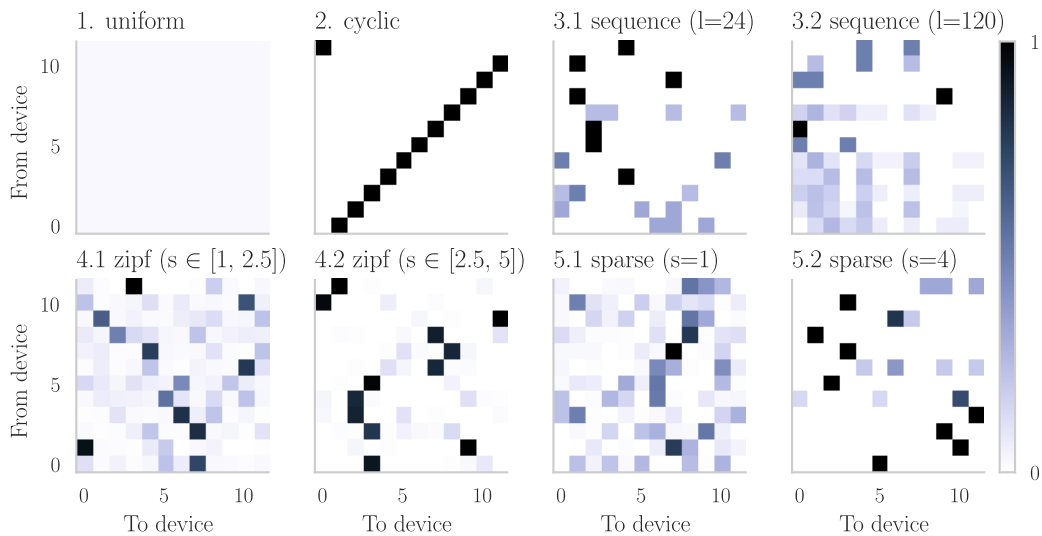 1. uniform
2. cyclic
3.1 sequence (l=24)
3.2 sequence (l=120)
From device
10
5
0
1
4.1 zipf (s ∈ [1, 2.5])
4.2 zipf (s ∈ [2.5, 5])
5.1 sparse (s=1)
5.2 sparse (s=4)
From device
10
5
0
0
0 5 10
0 5 10
0 5 10
0 5 10
To device
To device
To device
To device